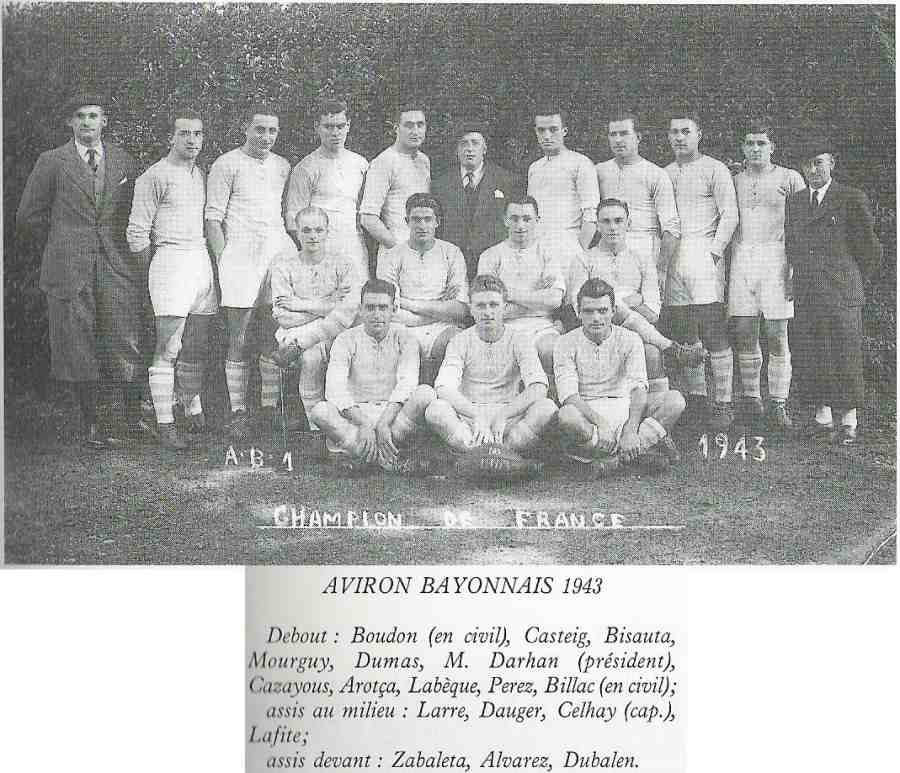 A·B·1
1943
CHAMPION DE FRANCE
AVIRON BAYONNAIS 1943
Debout : Boudon (en civil), Casteig, Bisauta,
Mourguy, Dumas, M. Darhan (président),
Cazayous, Arotça, Labèque, Perez, Billac (en civil);
assis au milieu : Larre, Dauger, Celhay (cap.),
Lafite;
assis devant : Zabaleta, Alvarez, Dubalen.